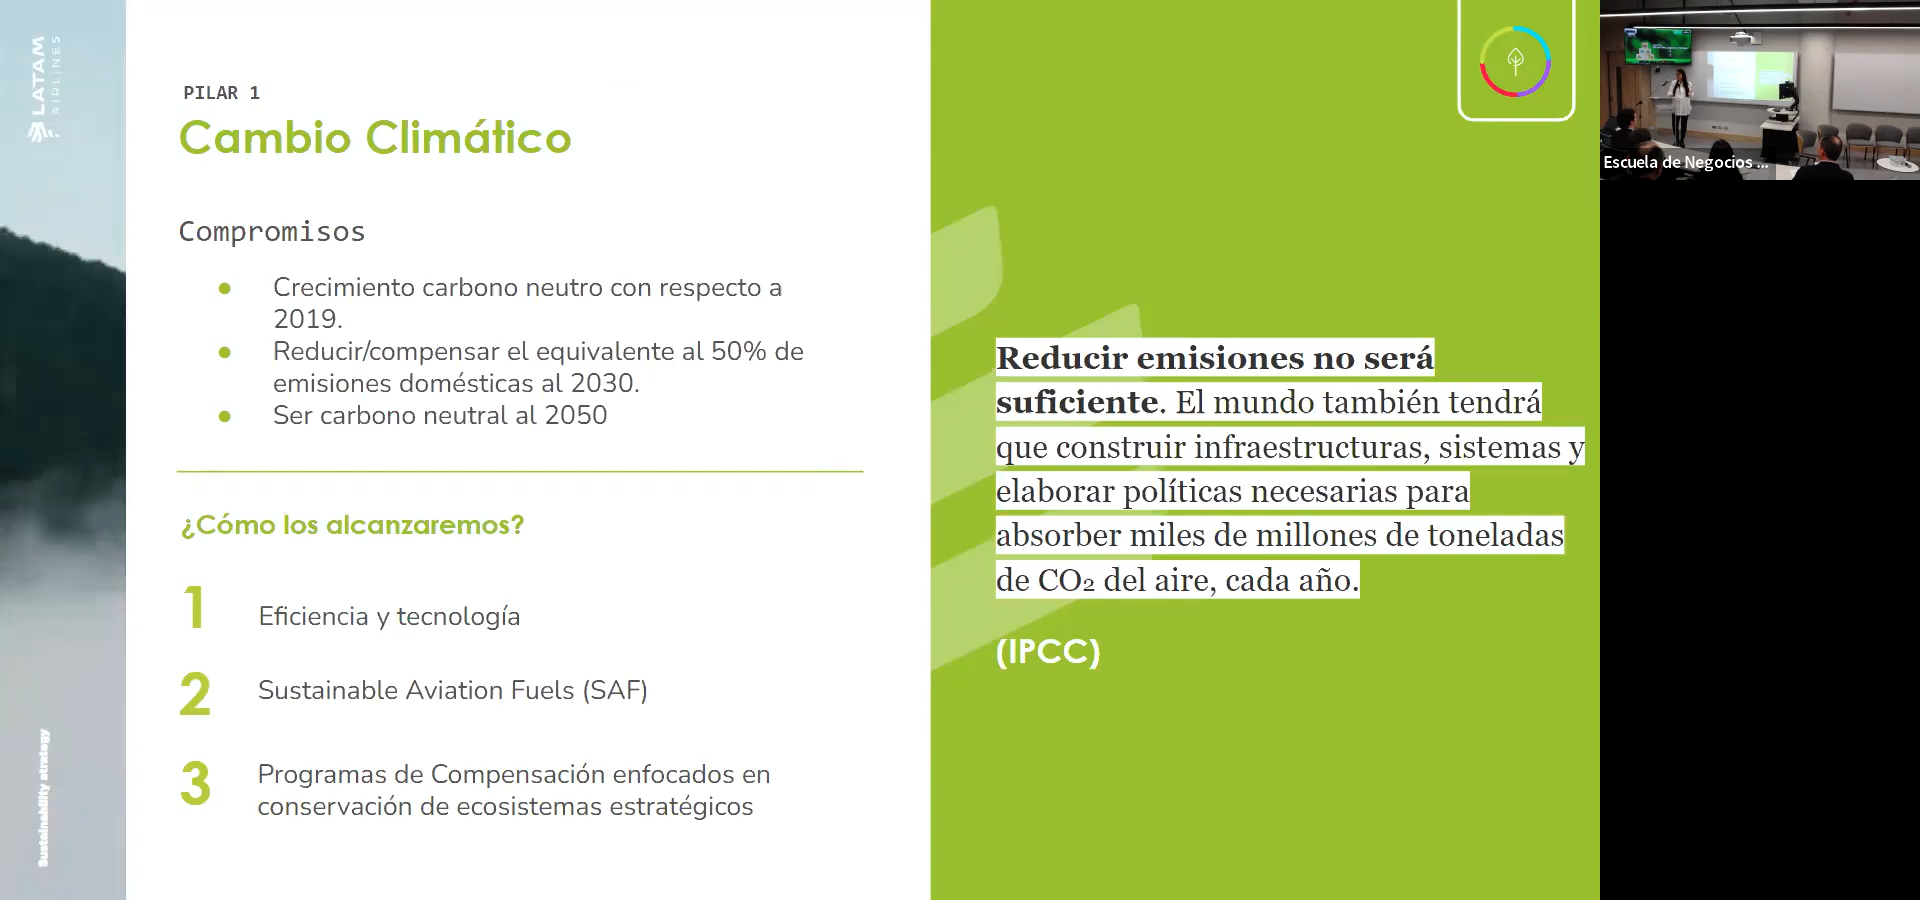 LATAM
AIRLINES
Sustainability strategy
PILAR 1
Cambio Climático
Compromisos
● Crecimiento carbono neutro con respecto a
2019.
● Reducir/compensar el equivalente al 50% de
emisiones domésticas al 2030.
● Ser carbono neutral al 2050
¿Cómo los alcanzaremos?
1 Eficiencia y tecnología
2 Sustainable Aviation Fuels (SAF)
3 Programas de Compensación enfocados en
conservación de ecosistemas estratégicos
Reducir emisiones no será
suficiente. El mundo también tendrá
que construir infraestructuras, sistemas y
elaborar políticas necesarias para
absorber miles de millones de toneladas
de CO₂ del aire, cada año.
(IPCC)
Escuela de Negocios ...